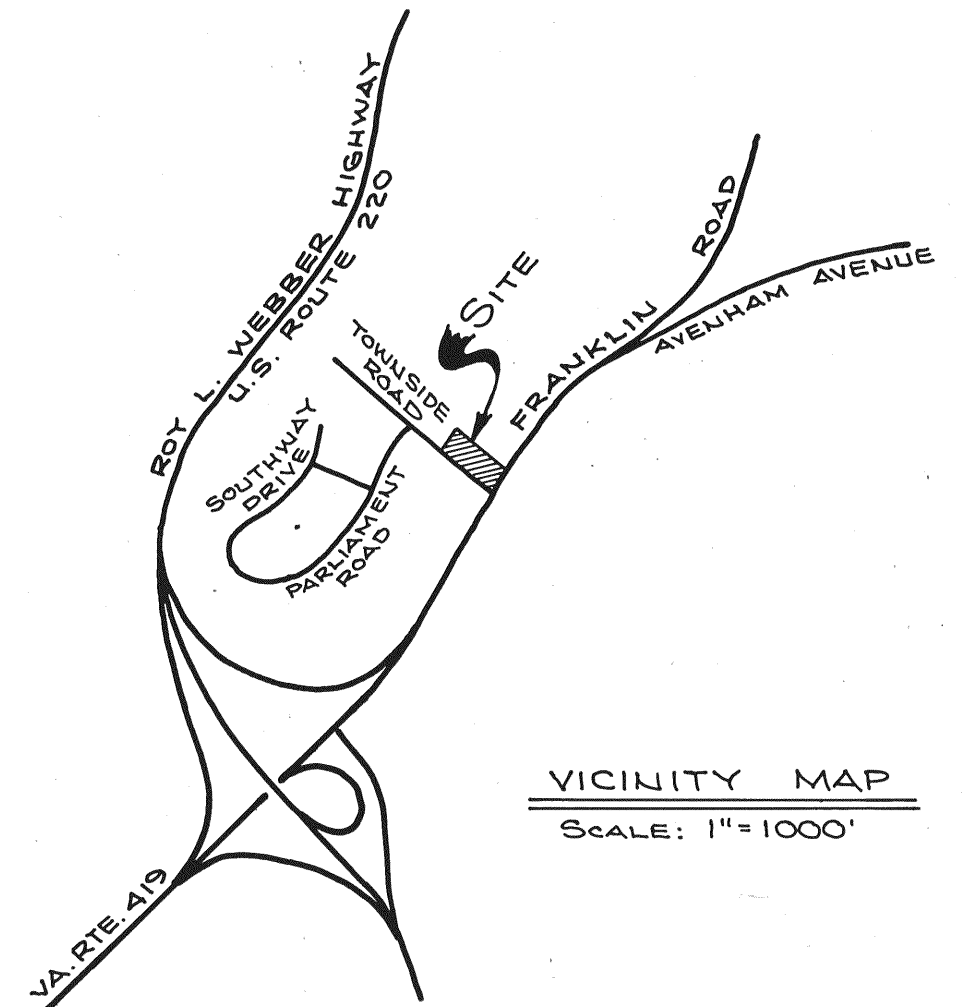 ROY L. WEBBER HIGHWAY
U.S. ROUTE 220
TOWNSIDE
ROAD
SITE
FRANKLIN ROAD
AVENHAM AVENUE
SOUTHWAY
DRIVE
PARLIAMENT
ROAD
VICINITY MAP
SCALE: 1"=1000'
VA. RTE. 419